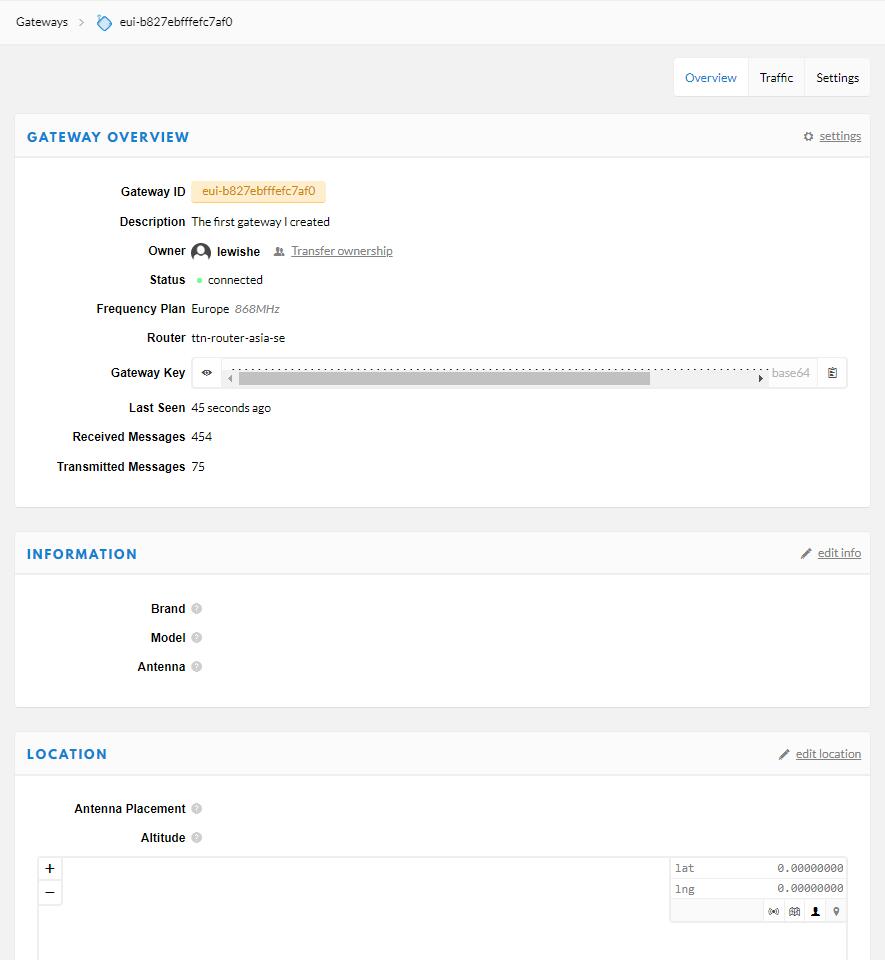 Gateways > eui-b827ebfffefc7af0
Overview Traffic Settings
GATEWAY OVERVIEW settings
Gateway ID eui-b827ebfffefc7af0
Description The first gateway I created
Owner lewishe Transfer ownership
Status connected
Frequency Plan Europe 868MHz
Router ttn-router-asia-se
Gateway Key base64
Last Seen 45 seconds ago
Received Messages 454
Transmitted Messages 75
INFORMATION edit info
Brand ?
Model ?
Antenna ?
LOCATION edit location
Antenna Placement ?
Altitude ?
+
lat 0.00000000
−
lng 0.00000000